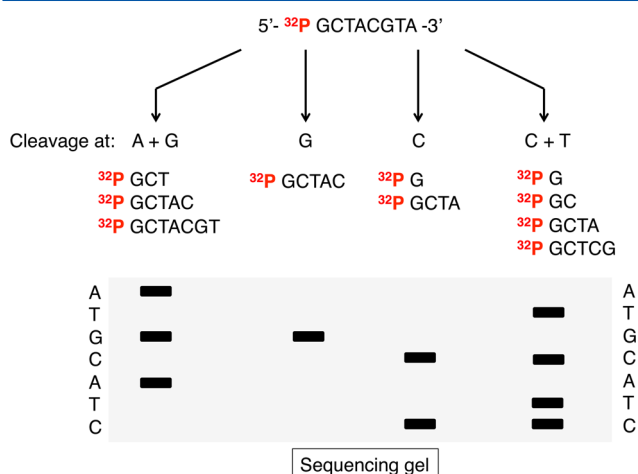 5’- 32P GCTACGTA -3’
Cleavage at: A + G G C C + T
32P GCT 32P GCTAC 32P G 32P G
32P GCTAC 32P GCTA 32P GC
32P GCTACGT 32P GCTA
32P GCTCG
A A
T T
G G
C C
A A
T T
C C
Sequencing gel